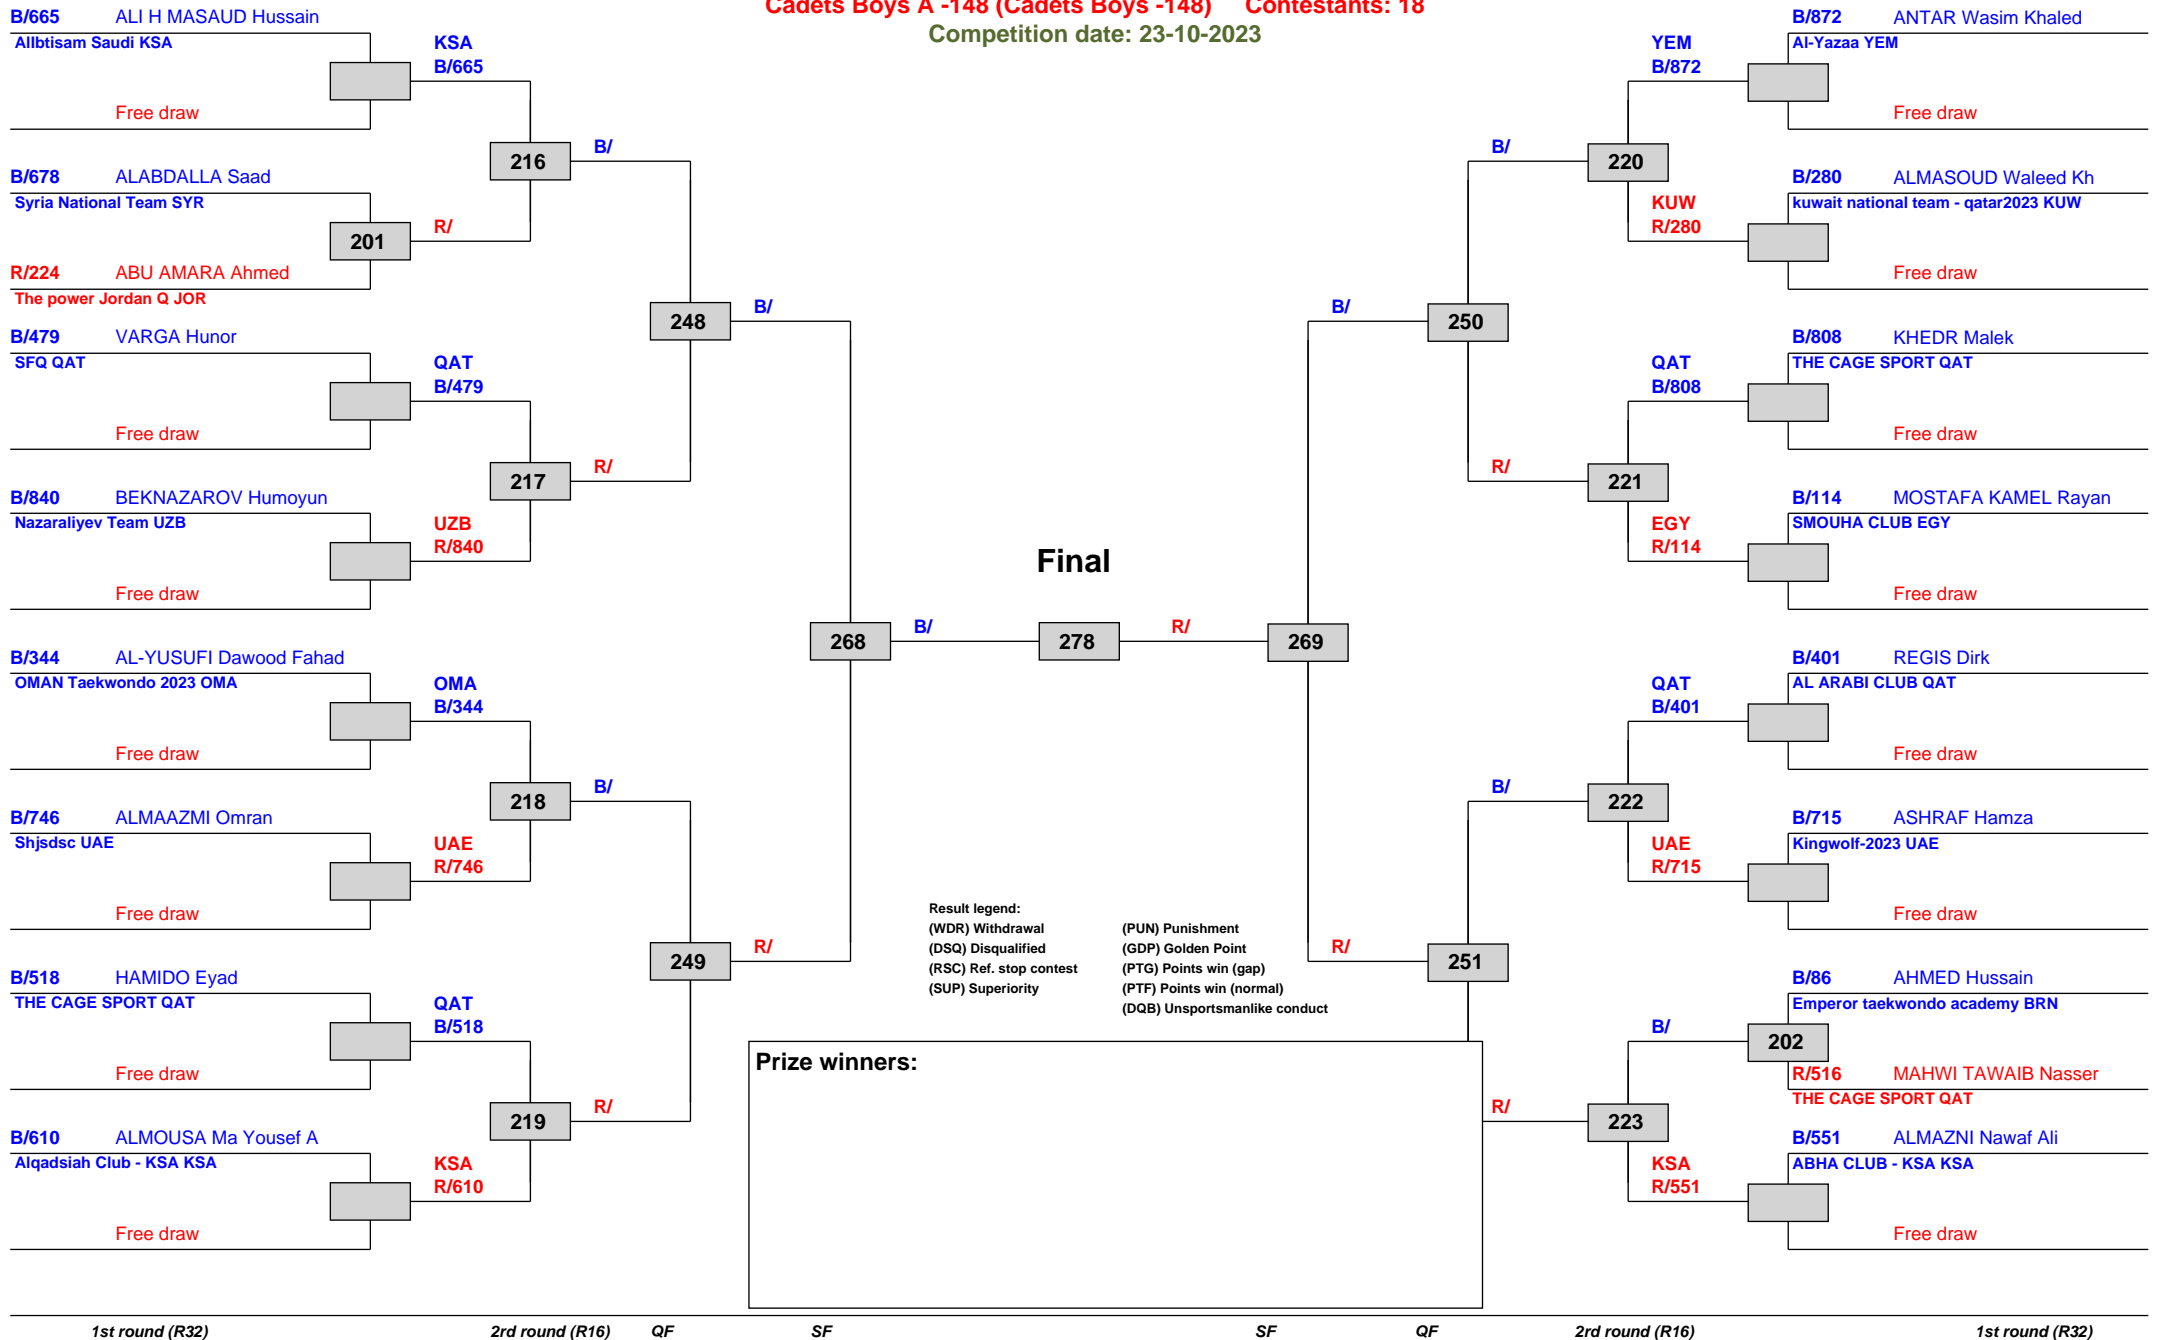 Cadets Boys A -148 (Cadets Boys -148) Contestants: 18
Competition date: 23-10-2023
B/665 ALI H MASAUD Hussain
Allbtisam Saudi KSA
Free draw
KSA
B/665
B/678 ALABDALLA Saad
Syria National Team SYR
201
R/224 ABU AMARA Ahmed
The power Jordan Q JOR
R/
216
B/
B/479 VARGA Hunor
SFQ QAT
Free draw
QAT
B/479
B/840 BEKNAZAROV Humoyun
Nazaraliyev Team UZB
Free draw
UZB
R/840
217
R/
248
B/
B/344 AL-YUSUFI Dawood Fahad
OMAN Taekwondo 2023 OMA
Free draw
OMA
B/344
B/746 ALMAAZMI Omran
Shjsdsc UAE
Free draw
UAE
R/746
218
B/
B/518 HAMIDO Eyad
THE CAGE SPORT QAT
Free draw
QAT
B/518
B/610 ALMOUSA Ma Yousef A
Alqadsiah Club - KSA KSA
Free draw
KSA
R/610
219
R/
249
R/
268
B/
Final
278
R/
269
B/872 ANTAR Wasim Khaled
Al-Yazaa YEM
Free draw
YEM
B/872
B/280 ALMASOUD Waleed Kh
kuwait national team - qatar2023 KUW
Free draw
KUW
R/280
220
B/
B/808 KHEDR Malek
THE CAGE SPORT QAT
Free draw
QAT
B/808
B/114 MOSTAFA KAMEL Rayan
SMOUHA CLUB EGY
Free draw
EGY
R/114
221
R/
250
B/
B/401 REGIS Dirk
AL ARABI CLUB QAT
Free draw
QAT
B/401
B/715 ASHRAF Hamza
Kingwolf-2023 UAE
Free draw
UAE
R/715
222
B/
B/86 AHMED Hussain
Emperor taekwondo academy BRN
202
R/516 MAHWI TAWAIB Nasser
THE CAGE SPORT QAT
B/
B/551 ALMAZNI Nawaf Ali
ABHA CLUB - KSA KSA
Free draw
KSA
R/551
223
R/
251
R/
Result legend:
(WDR) Withdrawal (PUN) Punishment
(DSQ) Disqualified (GDP) Golden Point
(RSC) Ref. stop contest (PTG) Points win (gap)
(SUP) Superiority (PTF) Points win (normal)
(DQB) Unsportsmanlike conduct
Prize winners:
1st round (R32) 2rd round (R16) QF SF SF QF 2rd round (R16) 1st round (R32)